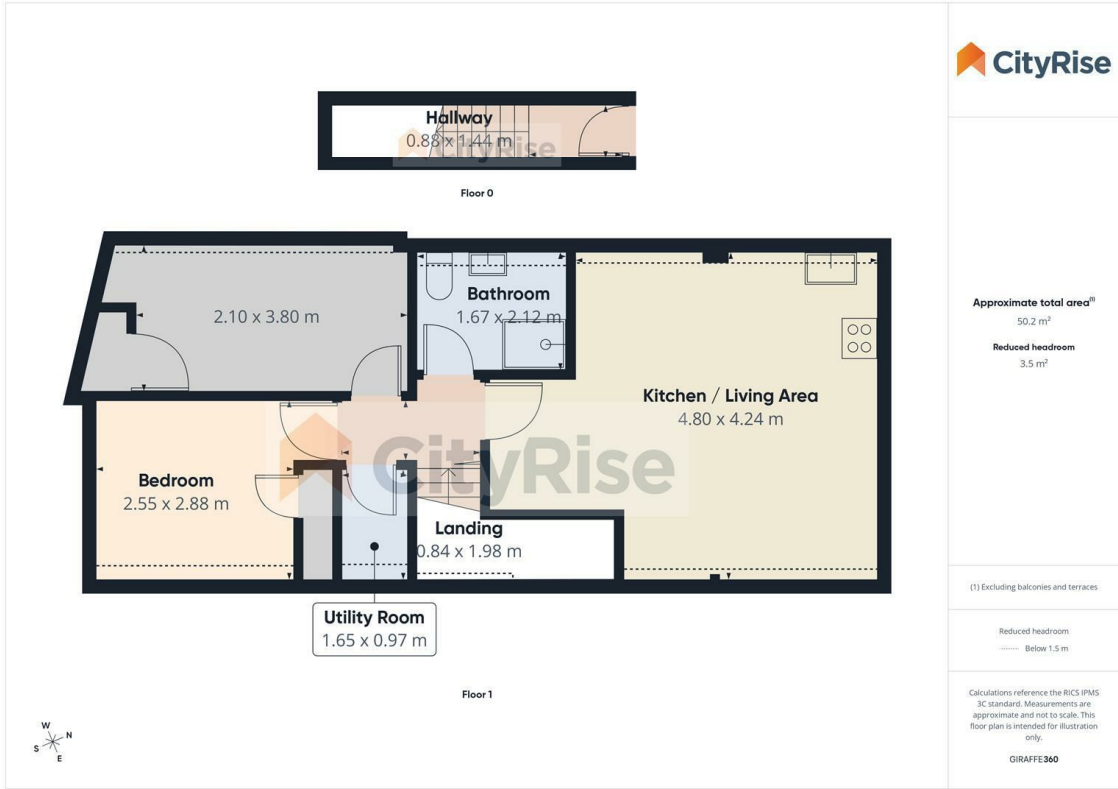 CityRise
Hallway
0.88 x 1.44 m
CityRise
Floor 0
2.10 x 3.80 m
Bathroom
1.67 x 2.12 m
Kitchen / Living Area
4.80 x 4.24 m
CityRise
Bedroom
2.55 x 2.88 m
Landing
0.84 x 1.98 m
Utility Room
1.65 x 0.97 m
Floor 1
W
N
S
E
Approximate total area(1)
50.2 m²
Reduced headroom
3.5 m²
(1) Excluding balconies and terraces
Reduced headroom
Below 1.5 m
Calculations reference the RICS IPMS
3C standard. Measurements are
approximate and not to scale. This
floor plan is intended for illustration
only.
GIRAFFE360